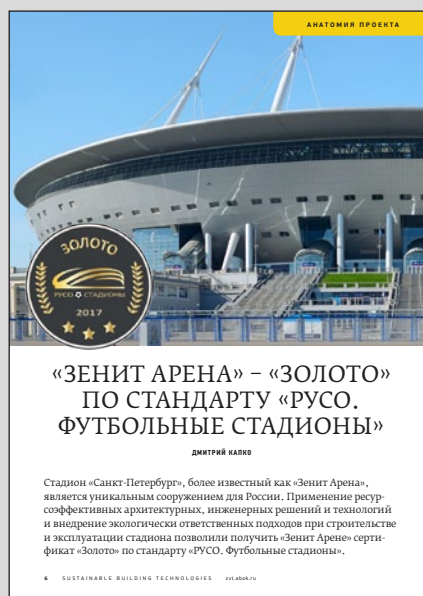 АНАТОМИЯ ПРОЕКТА
ЗОЛОТО
РУСО СТАДИОНЫ
2017
«ЗЕНИТ АРЕНА» – «ЗОЛОТО»
ПО СТАНДАРТУ «РУСО.
ФУТБОЛЬНЫЕ СТАДИОНЫ»
ДМИТРИЙ КАПКО
Стадион «Санкт-Петербург», более известный как «Зенит Арена»,
является уникальным сооружением для России. Применение ресур-
соэффективных архитектурных, инженерных решений и технологий
и внедрение экологически ответственных подходов при строительстве
и эксплуатации стадиона позволили получить «Зенит Арене» серти-
фикат «Золото» по стандарту «РУСО. Футбольные стадионы».
6 SUSTAINABLE BUILDING TECHNOLOGIES zvt.abok.ru